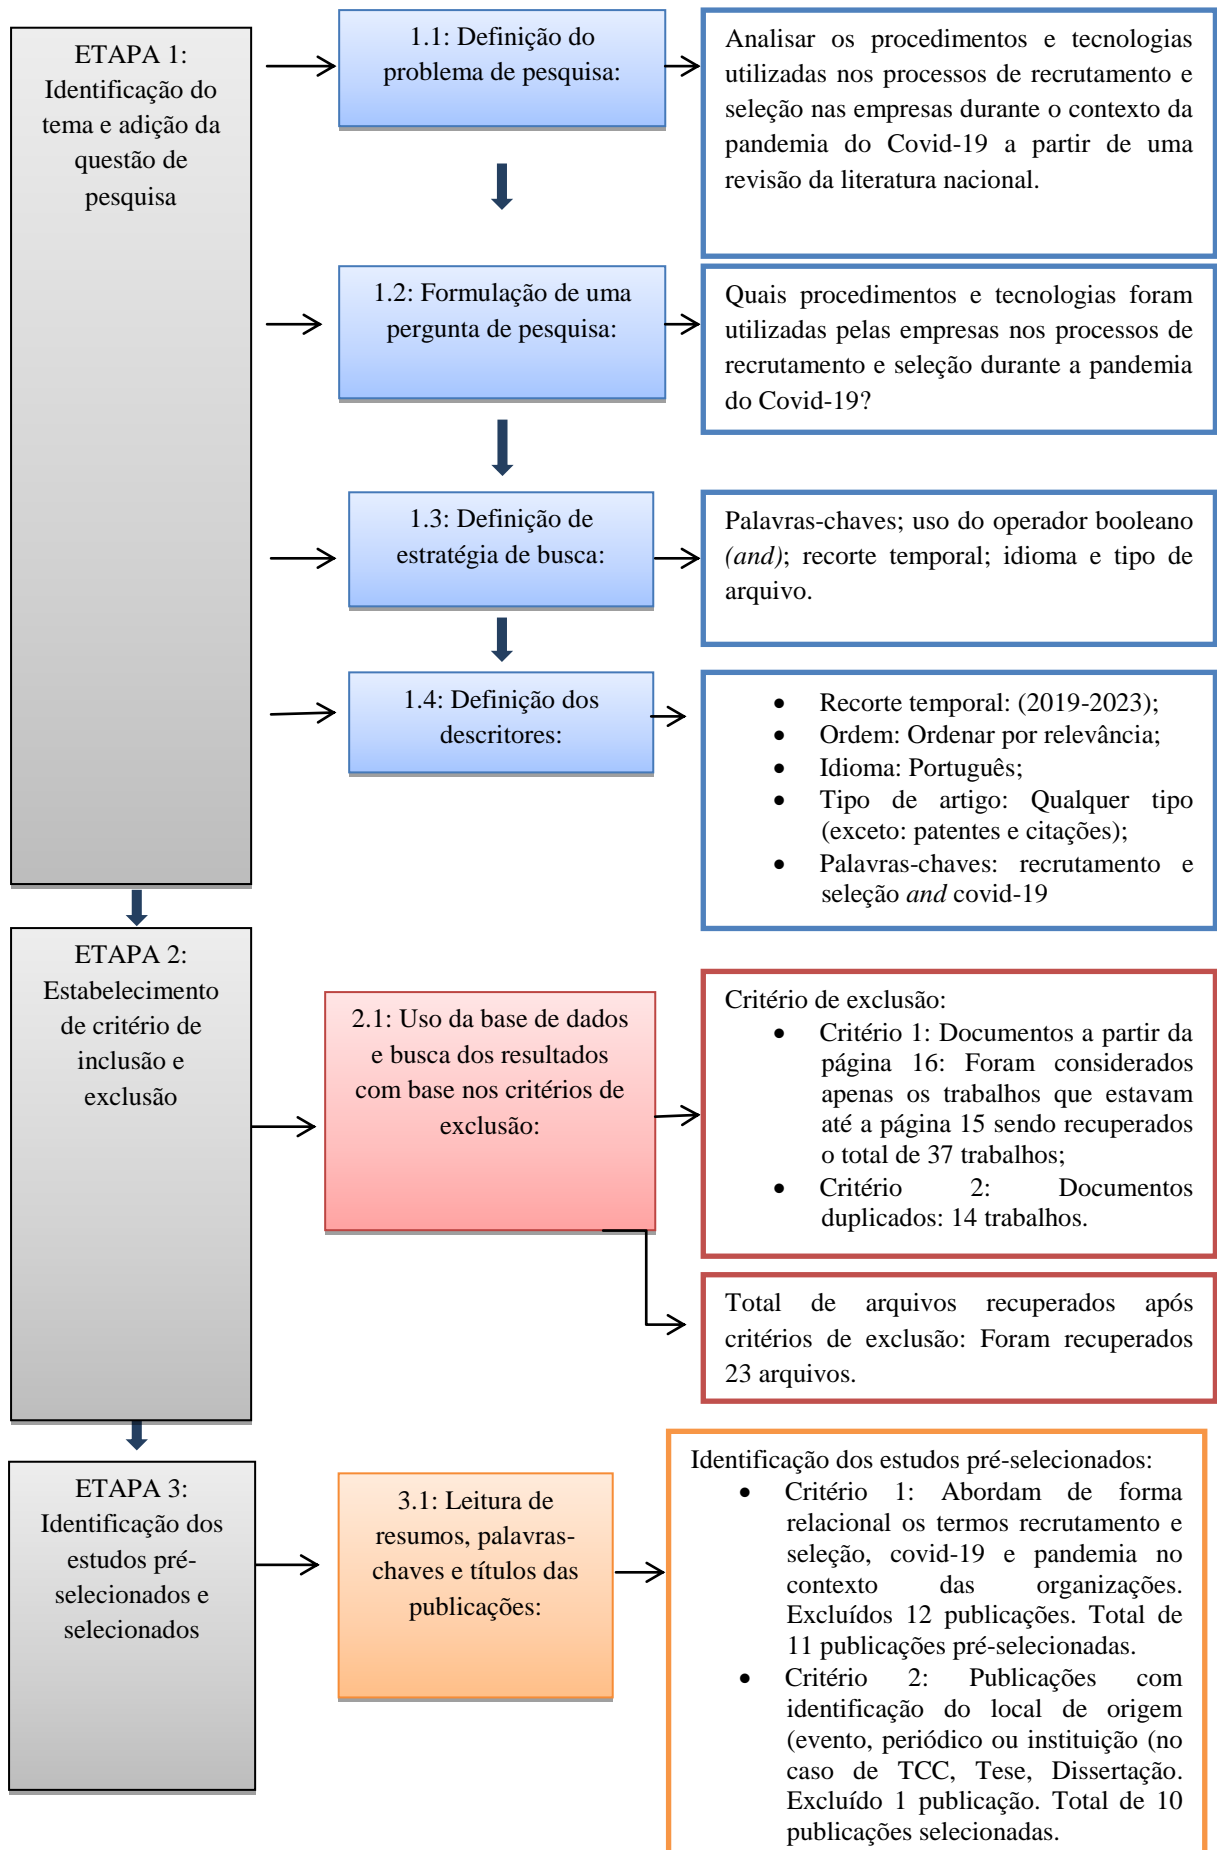 ETAPA 1:
Identificação do
tema e adição da
questão de
pesquisa
1.1: Definição do
problema de pesquisa:
Analisar os procedimentos e tecnologias
utilizadas nos processos de recrutamento e
seleção nas empresas durante o contexto da
pandemia do Covid-19 a partir de uma
revisão da literatura nacional.
1.2: Formulação de uma
pergunta de pesquisa:
Quais procedimentos e tecnologias foram
utilizadas pelas empresas nos processos de
recrutamento e seleção durante a pandemia
do Covid-19?
1.3: Definição de
estratégia de busca:
Palavras-chaves; uso do operador booleano
(and); recorte temporal; idioma e tipo de
arquivo.
1.4: Definição dos
descritores:
• Recorte temporal: (2019-2023);
• Ordem: Ordenar por relevância;
• Idioma: Português;
• Tipo de artigo: Qualquer tipo
(exceto: patentes e citações);
• Palavras-chaves: recrutamento e
seleção and covid-19
ETAPA 2:
Estabelecimento
de critério de
inclusão e
exclusão
2.1: Uso da base de dados
e busca dos resultados
com base nos critérios de
exclusão:
Critério de exclusão:
• Critério 1: Documentos a partir da
página 16: Foram considerados
apenas os trabalhos que estavam
até a página 15 sendo recuperados
o total de 37 trabalhos;
• Critério 2: Documentos
duplicados: 14 trabalhos.
Total de arquivos recuperados após
critérios de exclusão: Foram recuperados
23 arquivos.
ETAPA 3:
Identificação dos
estudos pré-
selecionados e
selecionados
3.1: Leitura de
resumos, palavras-
chaves e títulos das
publicações:
Identificação dos estudos pré-selecionados:
• Critério 1: Abordam de forma
relacional os termos recrutamento e
seleção, covid-19 e pandemia no
contexto das organizações.
Excluídos 12 publicações. Total de
11 publicações pré-selecionadas.
• Critério 2: Publicações com
identificação do local de origem
(evento, periódico ou instituição (no
caso de TCC, Tese, Dissertação.
Excluído 1 publicação. Total de 10
publicações selecionadas.